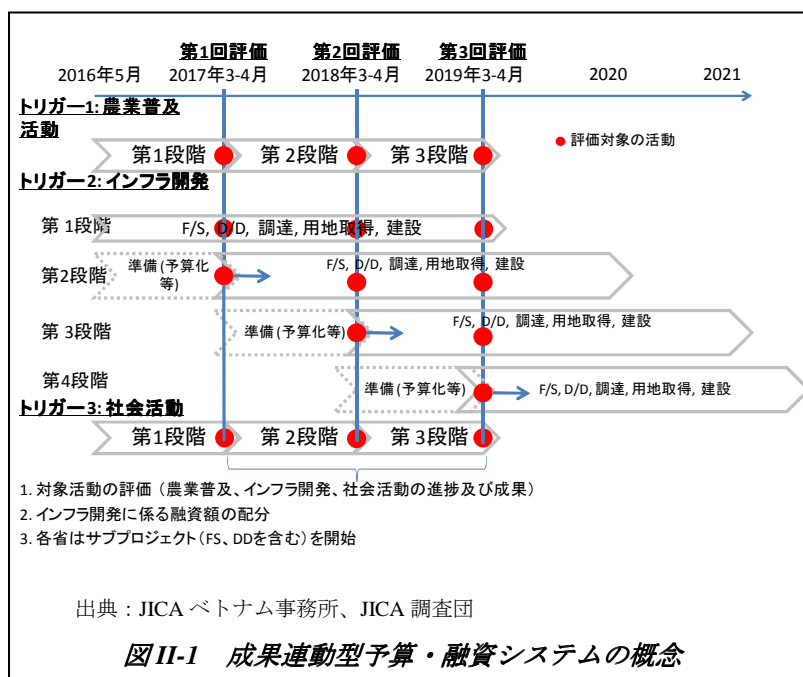 第1回評価 第2回評価 第3回評価
2016年5月 2017年3-4月 2018年3-4月 2019年3-4月 2020 2021
トリガー1: 農業普及
活動
評価対象の活動
第1段階 第2段階 第3段階
トリガー2: インフラ開発
第 1段階 F/S, D/D, 調達, 用地取得, 建設
第2段階 準備 (予算化
等) F/S, D/D, 調達, 用地取得, 建設
第 3段階 準備 (予算化等) F/S, D/D, 調達, 用地取得, 建設
第4段階 準備 (予算化等) F/S, D/D, 調達, 用地取得, 建設
トリガー3: 社会活動
第1段階 第2段階 第3段階
1. 対象活動の評価 (農業普及、インフラ開発、社会活動の進捗及び成果)
2. インフラ開発に係る融資額の配分
3. 各省はサブプロジェクト(FS、DDを含む)を開始
出典：JICA ベトナム事務所、JICA 調査団
図 II-1 成果連動型予算・融資システムの概念